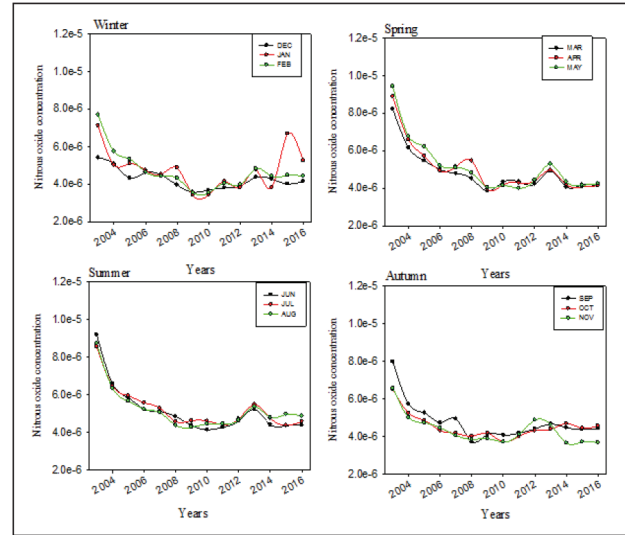 Winter
1.2e-5
1.0e-5
8.0e-6
6.0e-6
4.0e-6
2.0e-6
Nitrous oxide concentration
DEC
JAN
FEB
2004
2006
2008
2010
2012
2014
2016
Years
Spring
1.2e-5
1.0e-5
8.0e-6
6.0e-6
4.0e-6
2.0e-6
Nitrous oxide concentration
MAR
APR
MAY
2004
2006
2008
2010
2012
2014
2016
Years
Summer
1.2e-5
1.0e-5
8.0e-6
6.0e-6
4.0e-6
2.0e-6
Nitrous oxide concentration
JUN
JUL
AUG
2004
2006
2008
2010
2012
2014
2016
Years
Autumn
1.2e-5
1.0e-5
8.0e-6
6.0e-6
4.0e-6
2.0e-6
Nitrous oxide concentration
SEP
OCT
NOV
2004
2006
2008
2010
2012
2014
2016
Years